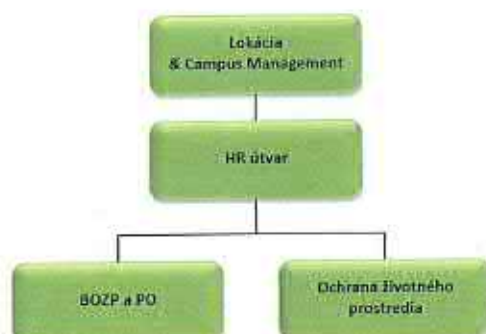 Lokácia
& Campus Management
HR útvar
BOZP a PO
Ochrana životného
prostredia